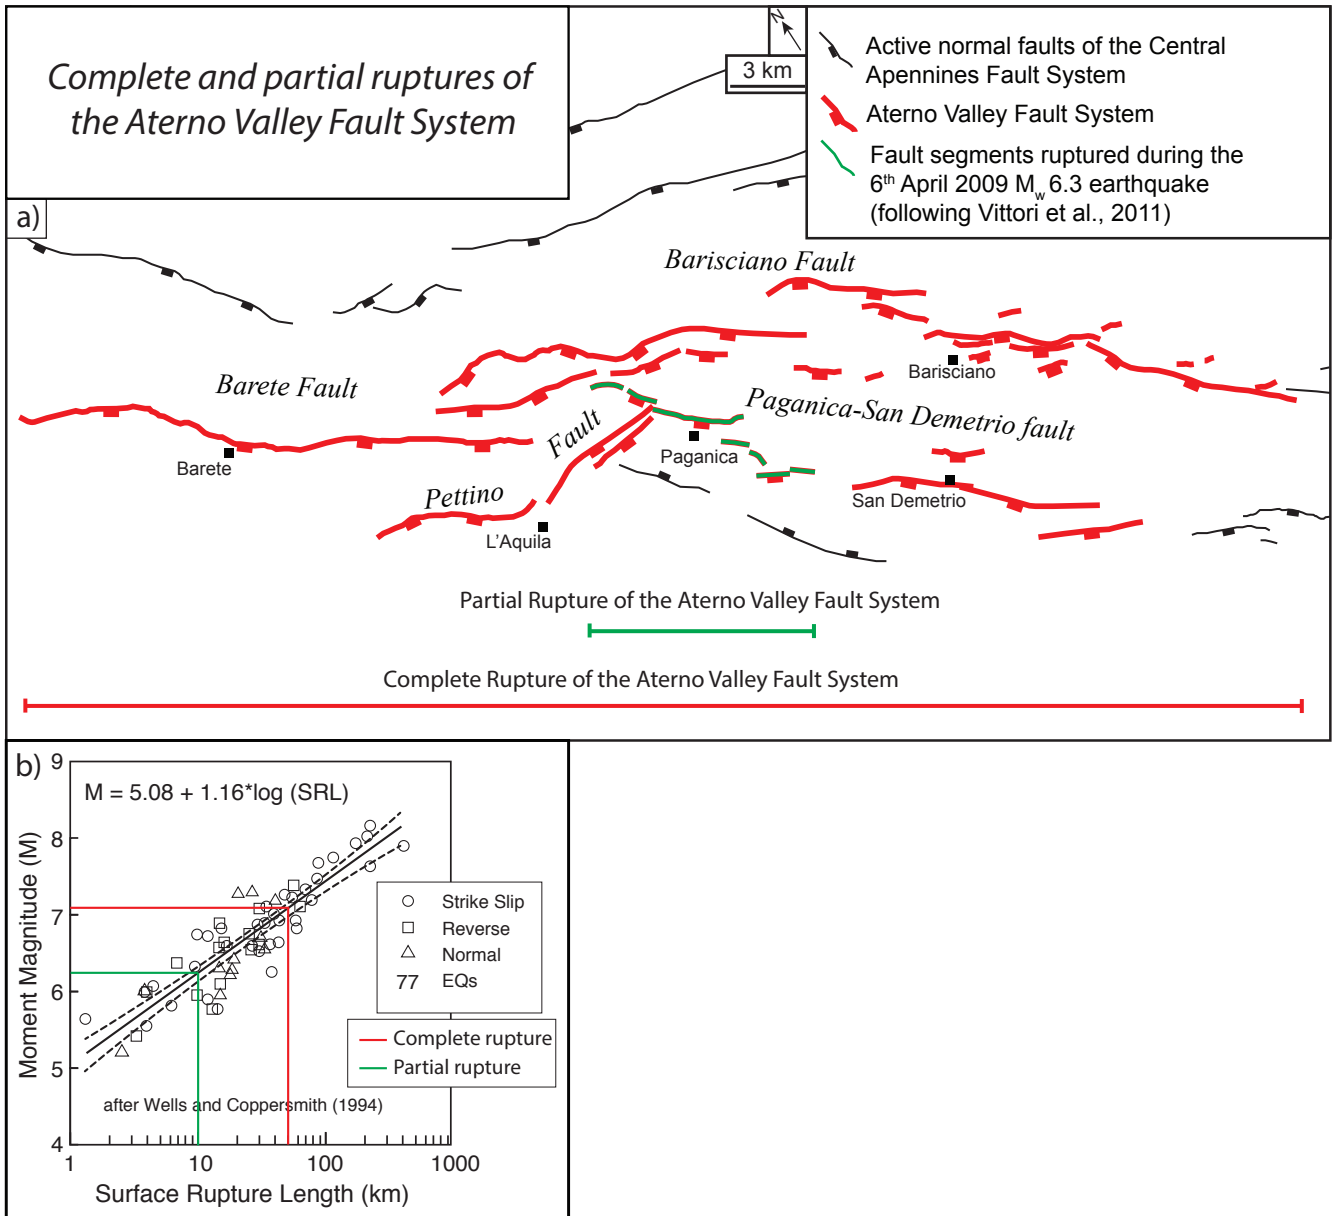 Complete and partial ruptures of
the Aterno Valley Fault System
N
3 km
Active normal faults of the Central
Apennines Fault System
Aterno Valley Fault System
Fault segments ruptured during the
6th April 2009 Mw 6.3 earthquake
(following Vittori et al., 2011)
a)
Barisciano Fault
Barisciano
Barete Fault
Paganica-San Demetrio fault
Fault
Paganica
Barete
Pettino
San Demetrio
L'Aquila
Partial Rupture of the Aterno Valley Fault System
Complete Rupture of the Aterno Valley Fault System
b)
M = 5.08 + 1.16*log (SRL)
Moment Magnitude (M)
9
8
7
6
5
4
Strike Slip
Reverse
Normal
77 EQs
Complete rupture
Partial rupture
after Wells and Coppersmith (1994)
1 10 100 1000
Surface Rupture Length (km)